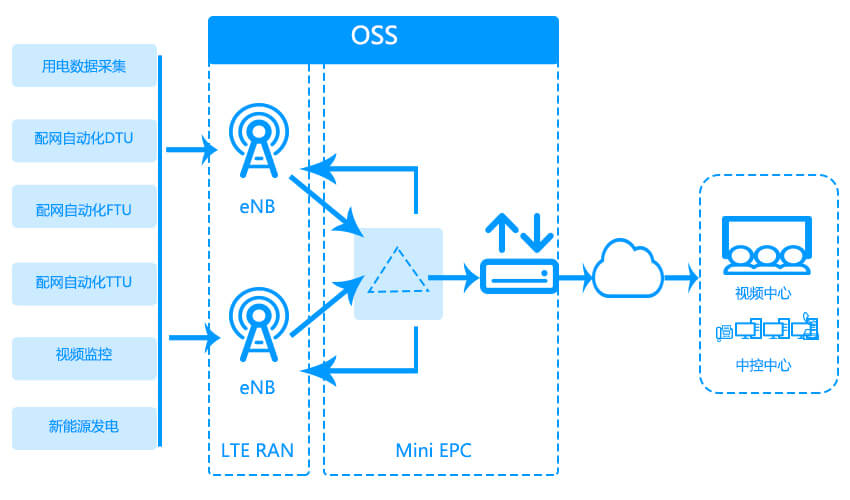 OSS
用电数据采集
配网自动化DTU
配网自动化FTU
配网自动化TTU
视频监控
新能源发电
eNB
eNB
LTE RAN
Mini EPC
视频中心
中控中心